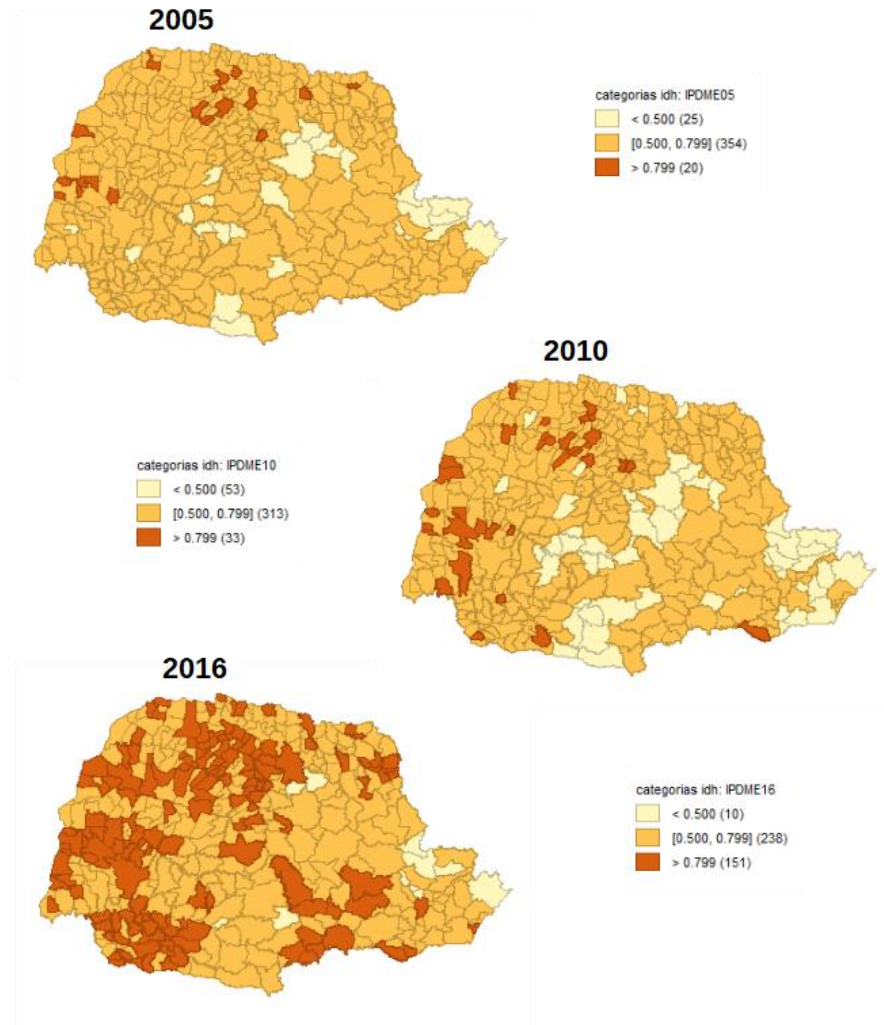 2005
categorias idh: IPDME05
< 0.500 (25)
[0.500, 0.799] (354)
> 0.799 (20)
2010
categorias idh: IPDME10
< 0.500 (53)
[0.500, 0.799] (313)
> 0.799 (33)
2016
categorias idh: IPDME16
< 0.500 (10)
[0.500, 0.799] (238)
> 0.799 (151)